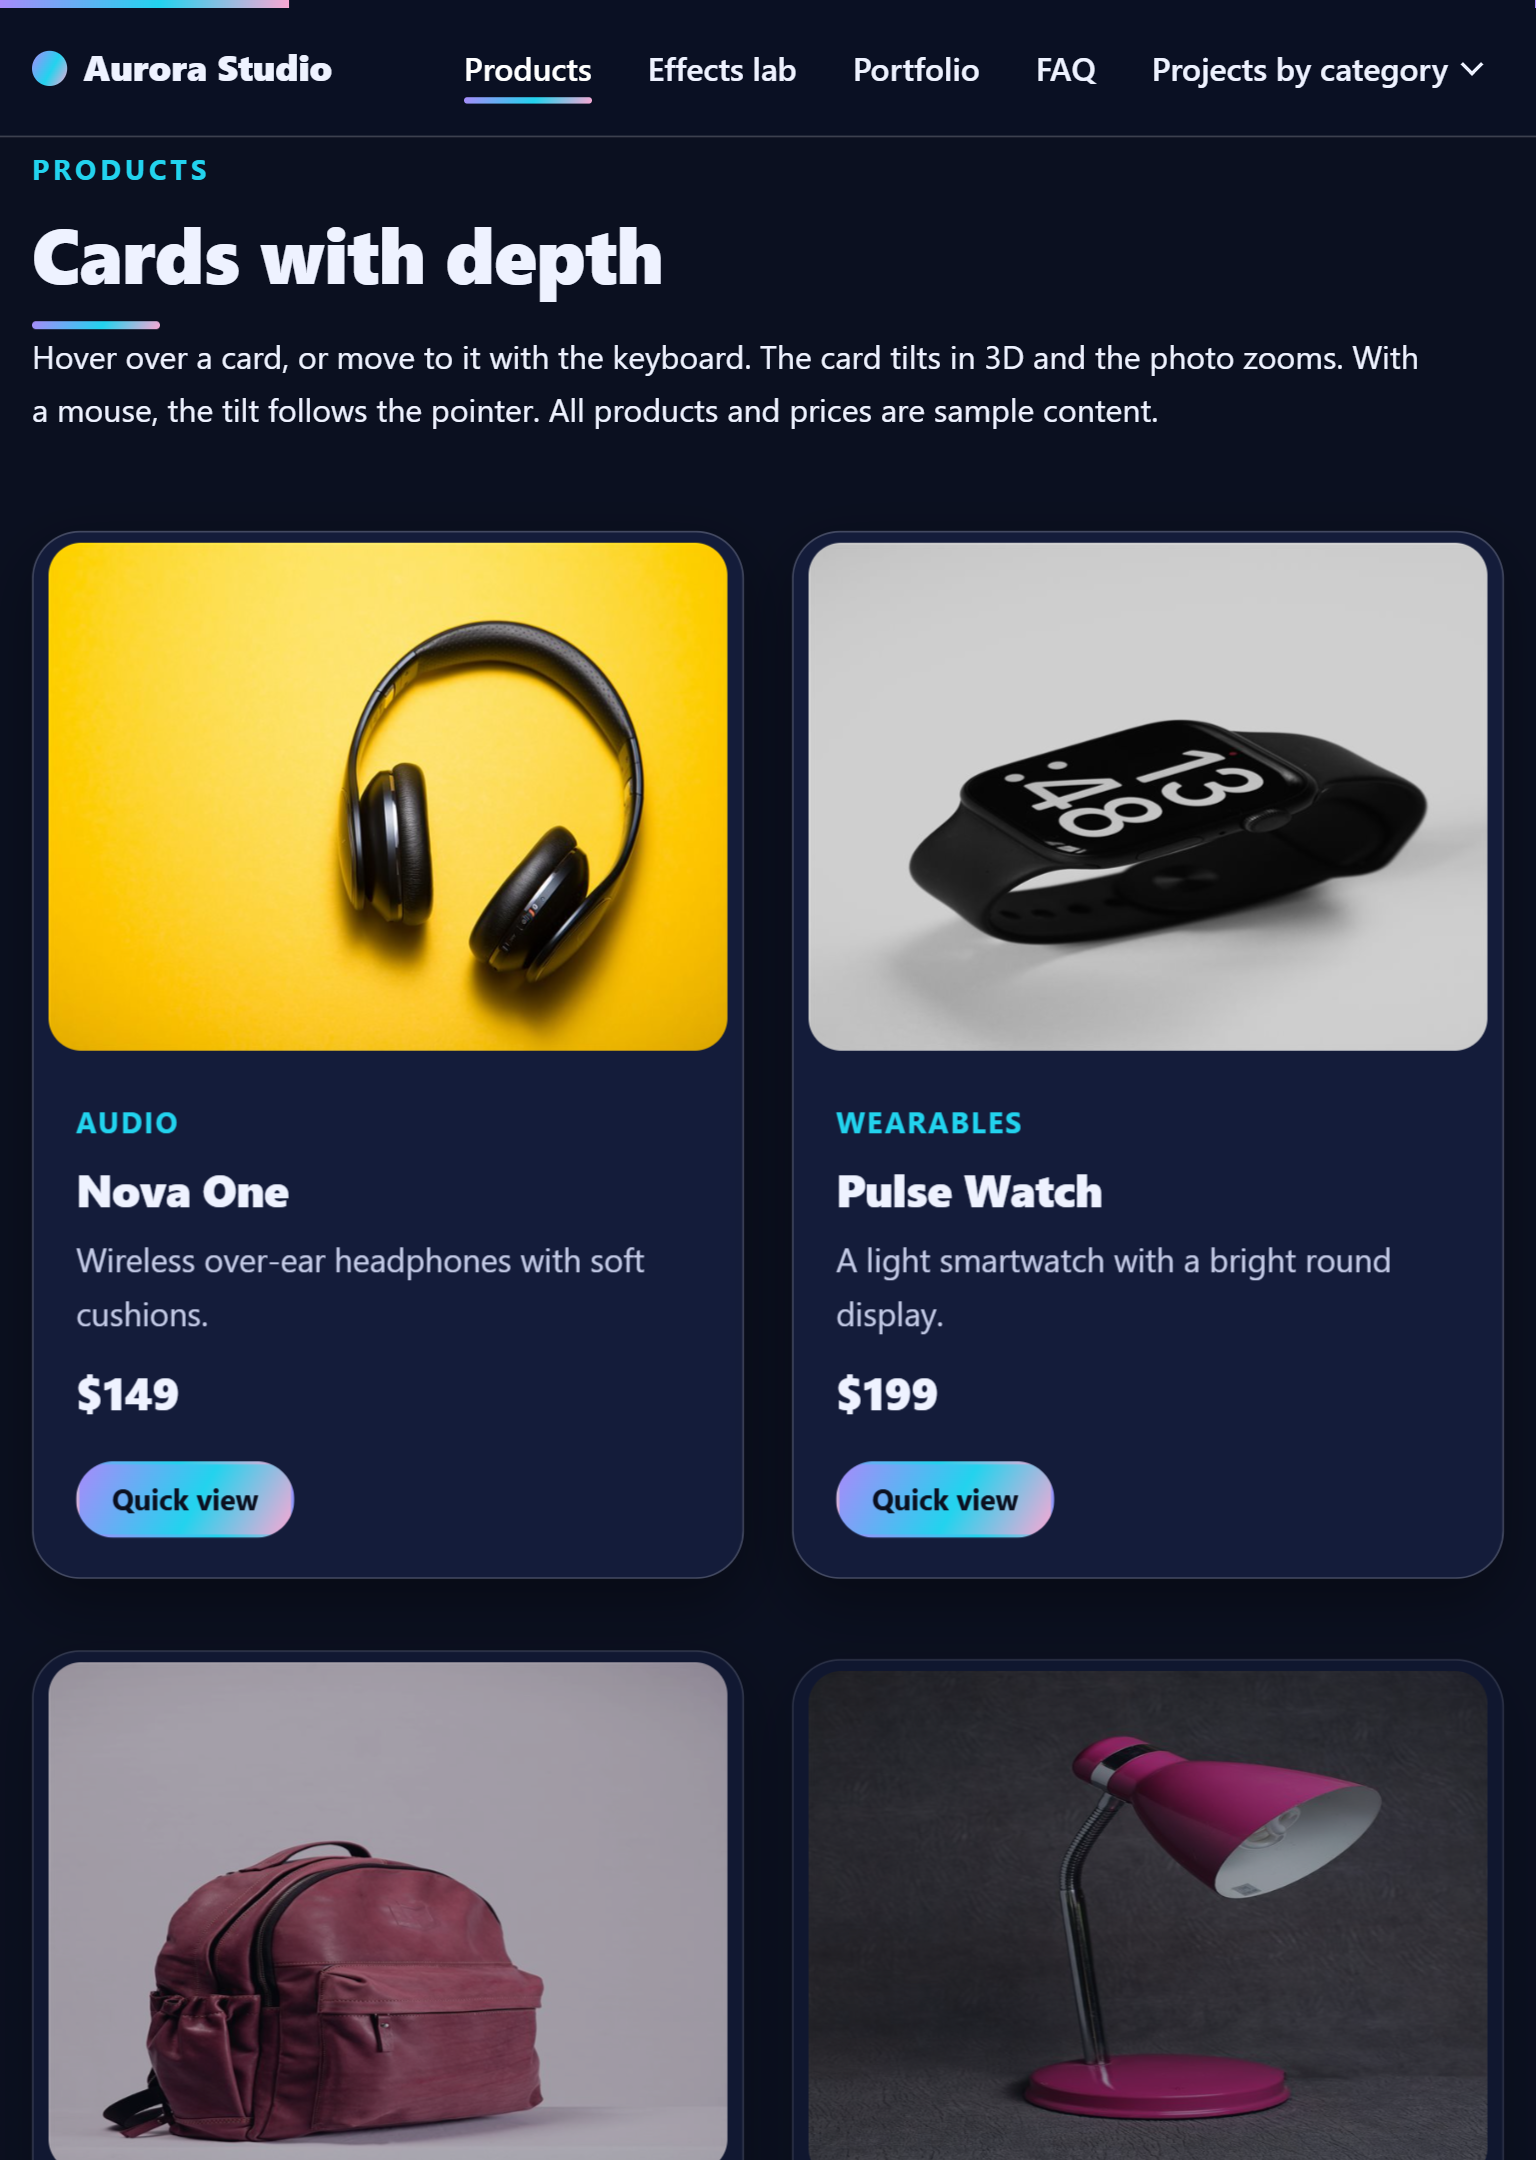 Aurora Studio
Products
Effects lab
Portfolio
FAQ
Projects by category
PRODUCTS
Cards with depth
Hover over a card, or move to it with the keyboard. The card tilts in 3D and the photo zooms. With
a mouse, the tilt follows the pointer. All products and prices are sample content.
13
48
AUDIO
Nova One
Wireless over-ear headphones with soft
cushions.
$149
Quick view
WEARABLES
Pulse Watch
A light smartwatch with a bright round
display.
$199
Quick view